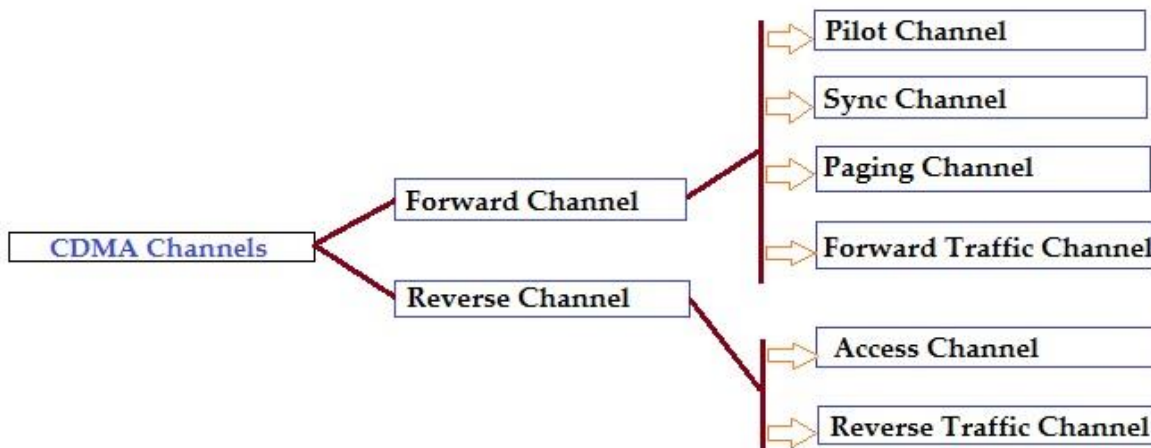 CDMA Channels
Forward Channel
Pilot Channel
Sync Channel
Paging Channel
Forward Traffic Channel
Reverse Channel
Access Channel
Reverse Traffic Channel